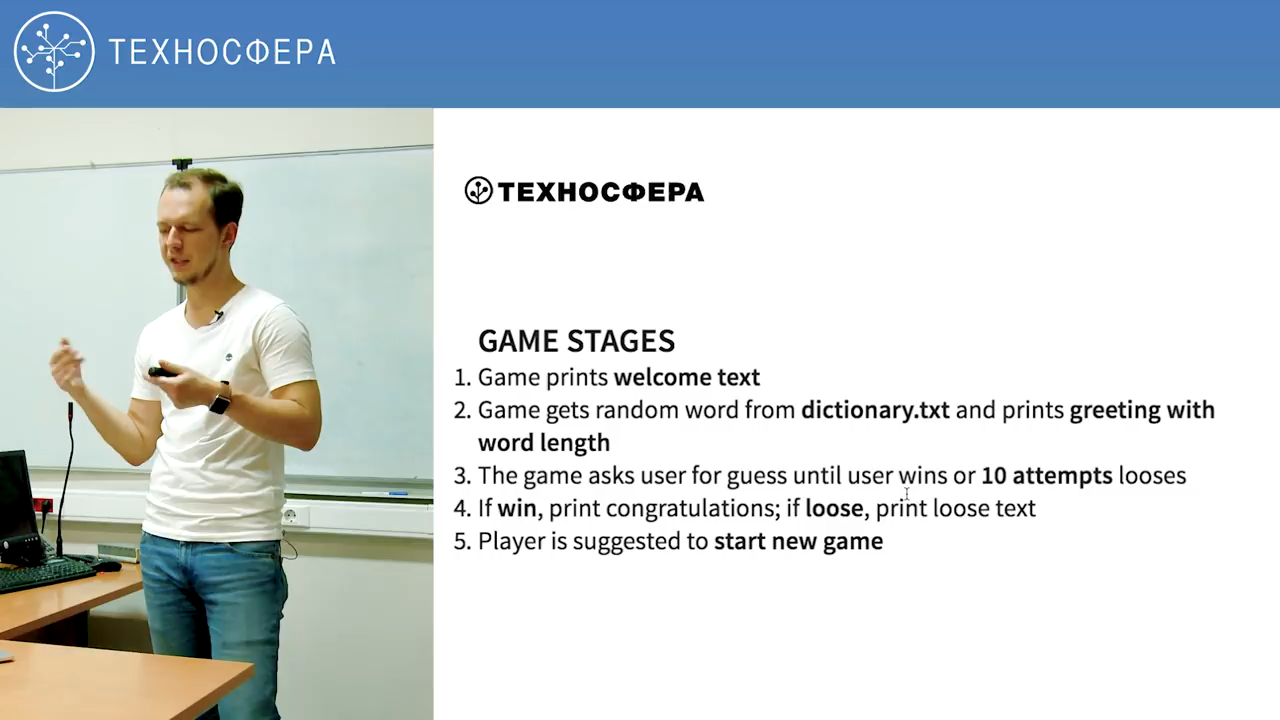 ТЕХНОСФЕРА
ТЕХНОСФЕРА
GAME STAGES
1. Game prints welcome text
2. Game gets random word from dictionary.txt and prints greeting with
word length
3. The game asks user for guess until user wins or 10 attempts looses
4. If win, print congratulations; if loose, print loose text
5. Player is suggested to start new game